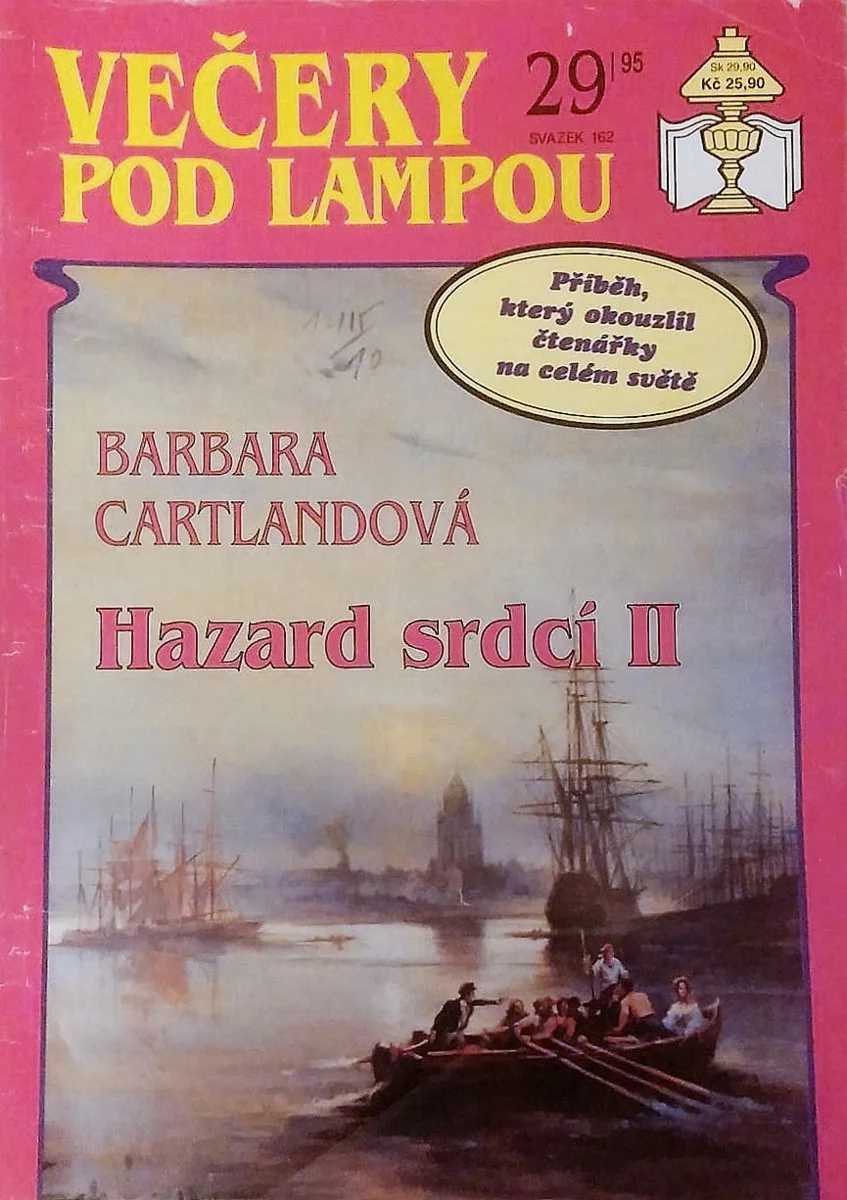 VEČERY
POD LAMPOU
29 | 95
SVAZEK 162
Sk 29,90
Kč 25,90
Příběh,
který okouzlil
čtenářky
na celém světě
BARBARA
CARTLANDOVÁ
Hazard srdcí II